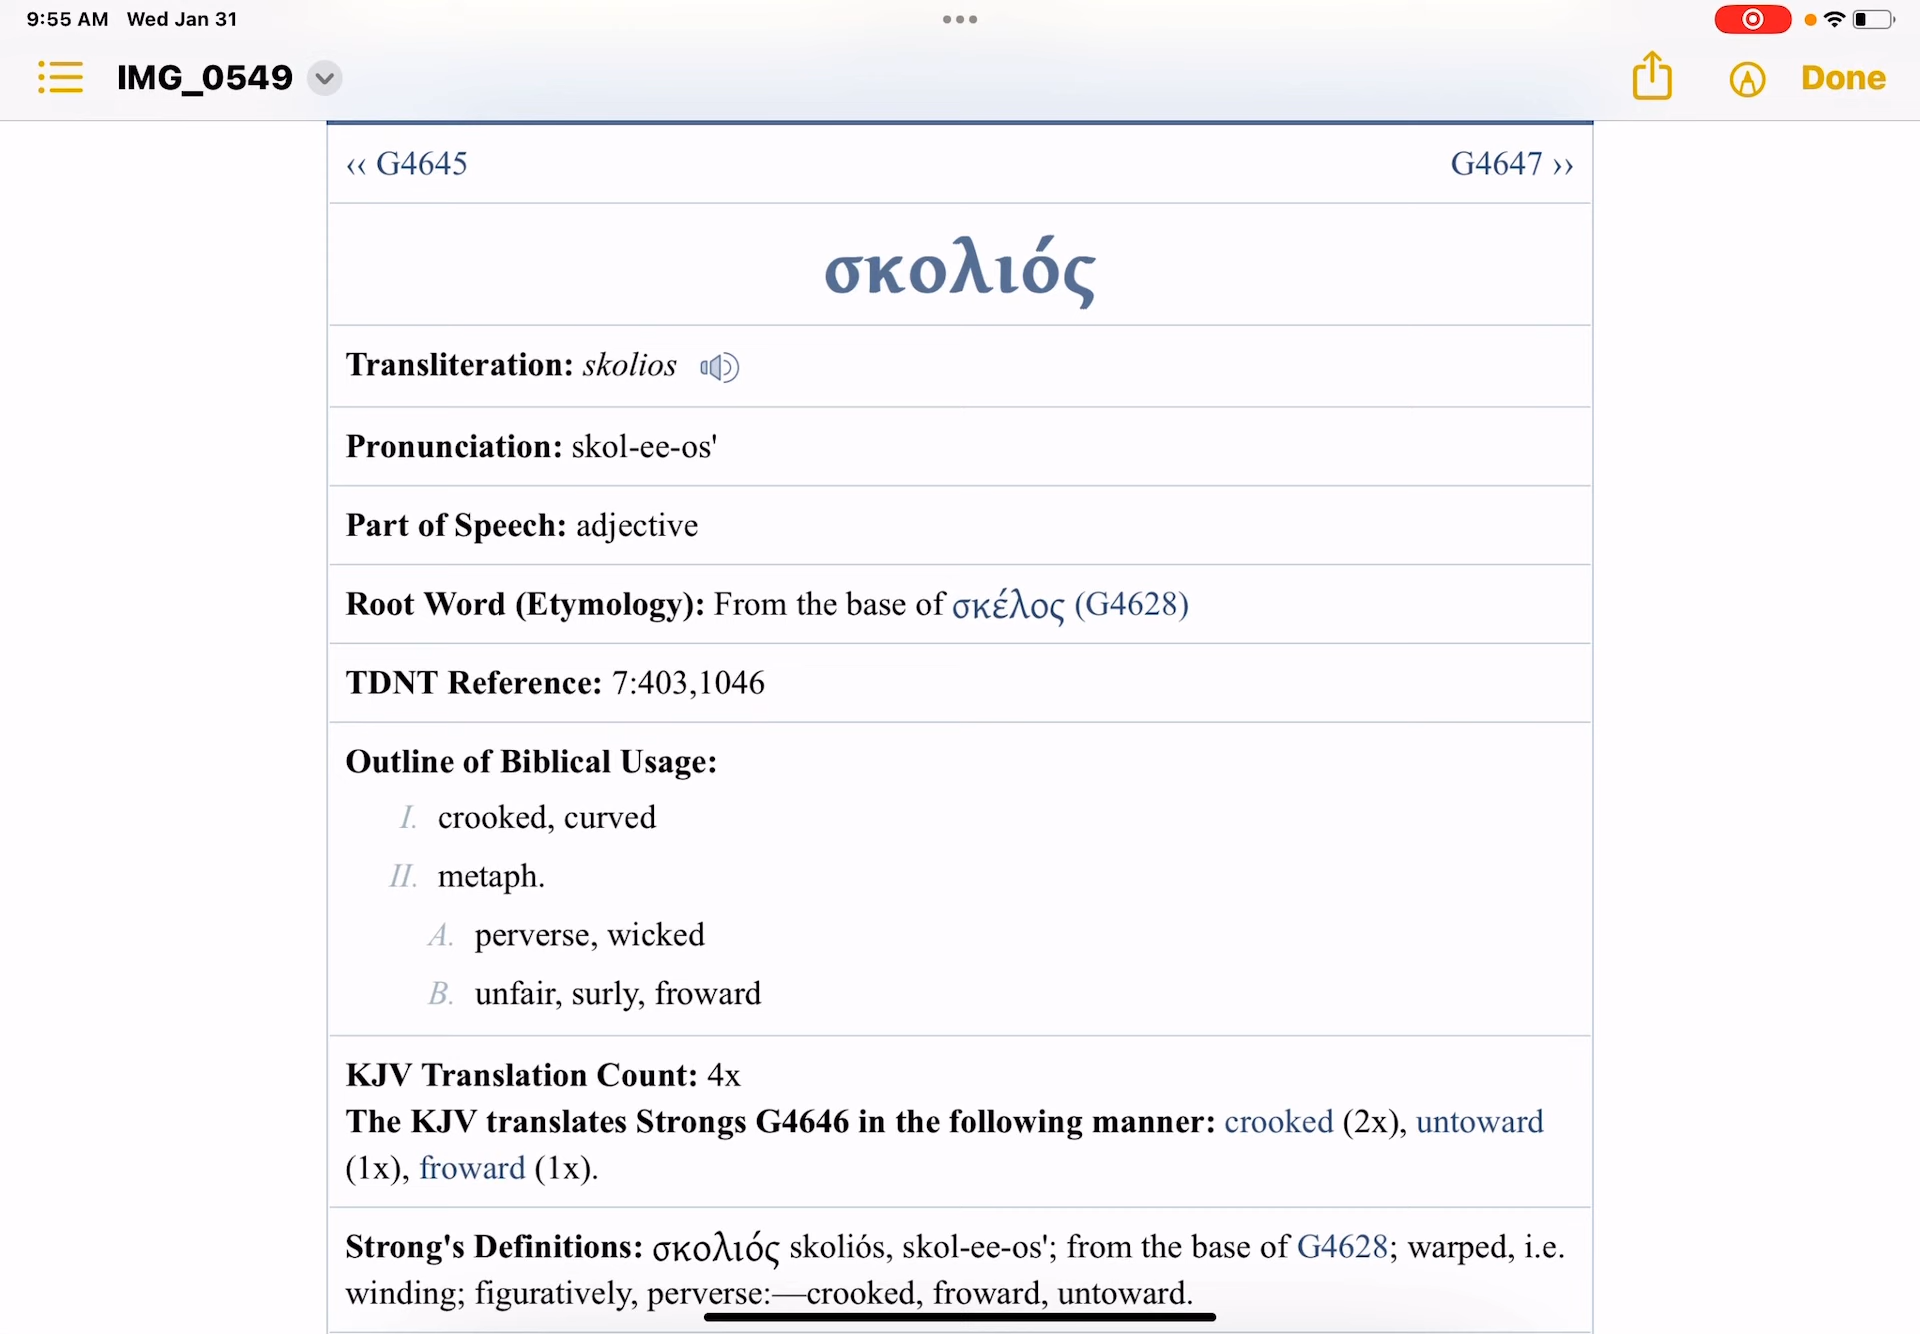 9:55 AM Wed Jan 31
IMG_0549
Done
‹‹ G4645
G4647 ››
σκολιός
Transliteration: skolios
Pronunciation: skol-ee-os'
Part of Speech: adjective
Root Word (Etymology): From the base of σκέλος (G4628)
TDNT Reference: 7:403,1046
Outline of Biblical Usage:
I. crooked, curved
II. metaph.
A. perverse, wicked
B. unfair, surly, froward
KJV Translation Count: 4x
The KJV translates Strongs G4646 in the following manner: crooked (2x), untoward
(1x), froward (1x).
Strong's Definitions: σκολιός skoliós, skol-ee-os'; from the base of G4628; warped, i.e.
winding; figuratively, perverse:—crooked, froward, untoward.